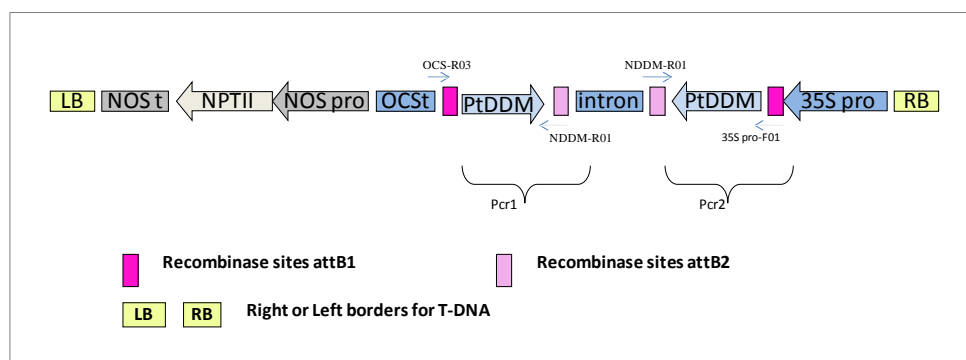 OCS-R03 NDDM-R01
LB NOS t NPTII NOS pro OCSt PtDDM intron PtDDM 35S pro RB
NDDM-R01 35S pro-F01
Pcr1 Pcr2
Recombinase sites attB1 Recombinase sites attB2
LB RB Right or Left borders for T-DNA